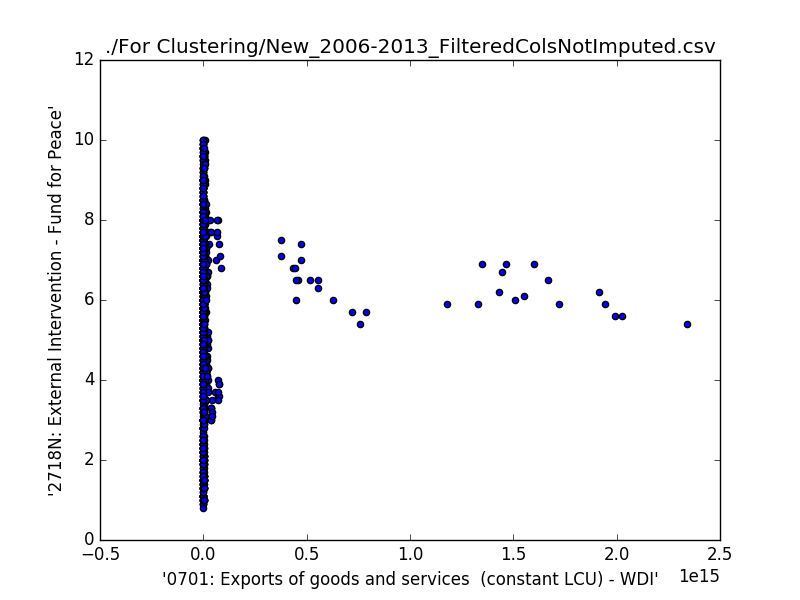 ./For Clustering/New_2006-2013_FilteredColsNotImputed.csv
12
10
8
6
4
2
0
'2718N: External Intervention - Fund for Peace'
−0.5 0.0 0.5 1.0 1.5 2.0 2.5
1e15
'0701: Exports of goods and services  (constant LCU) - WDI'